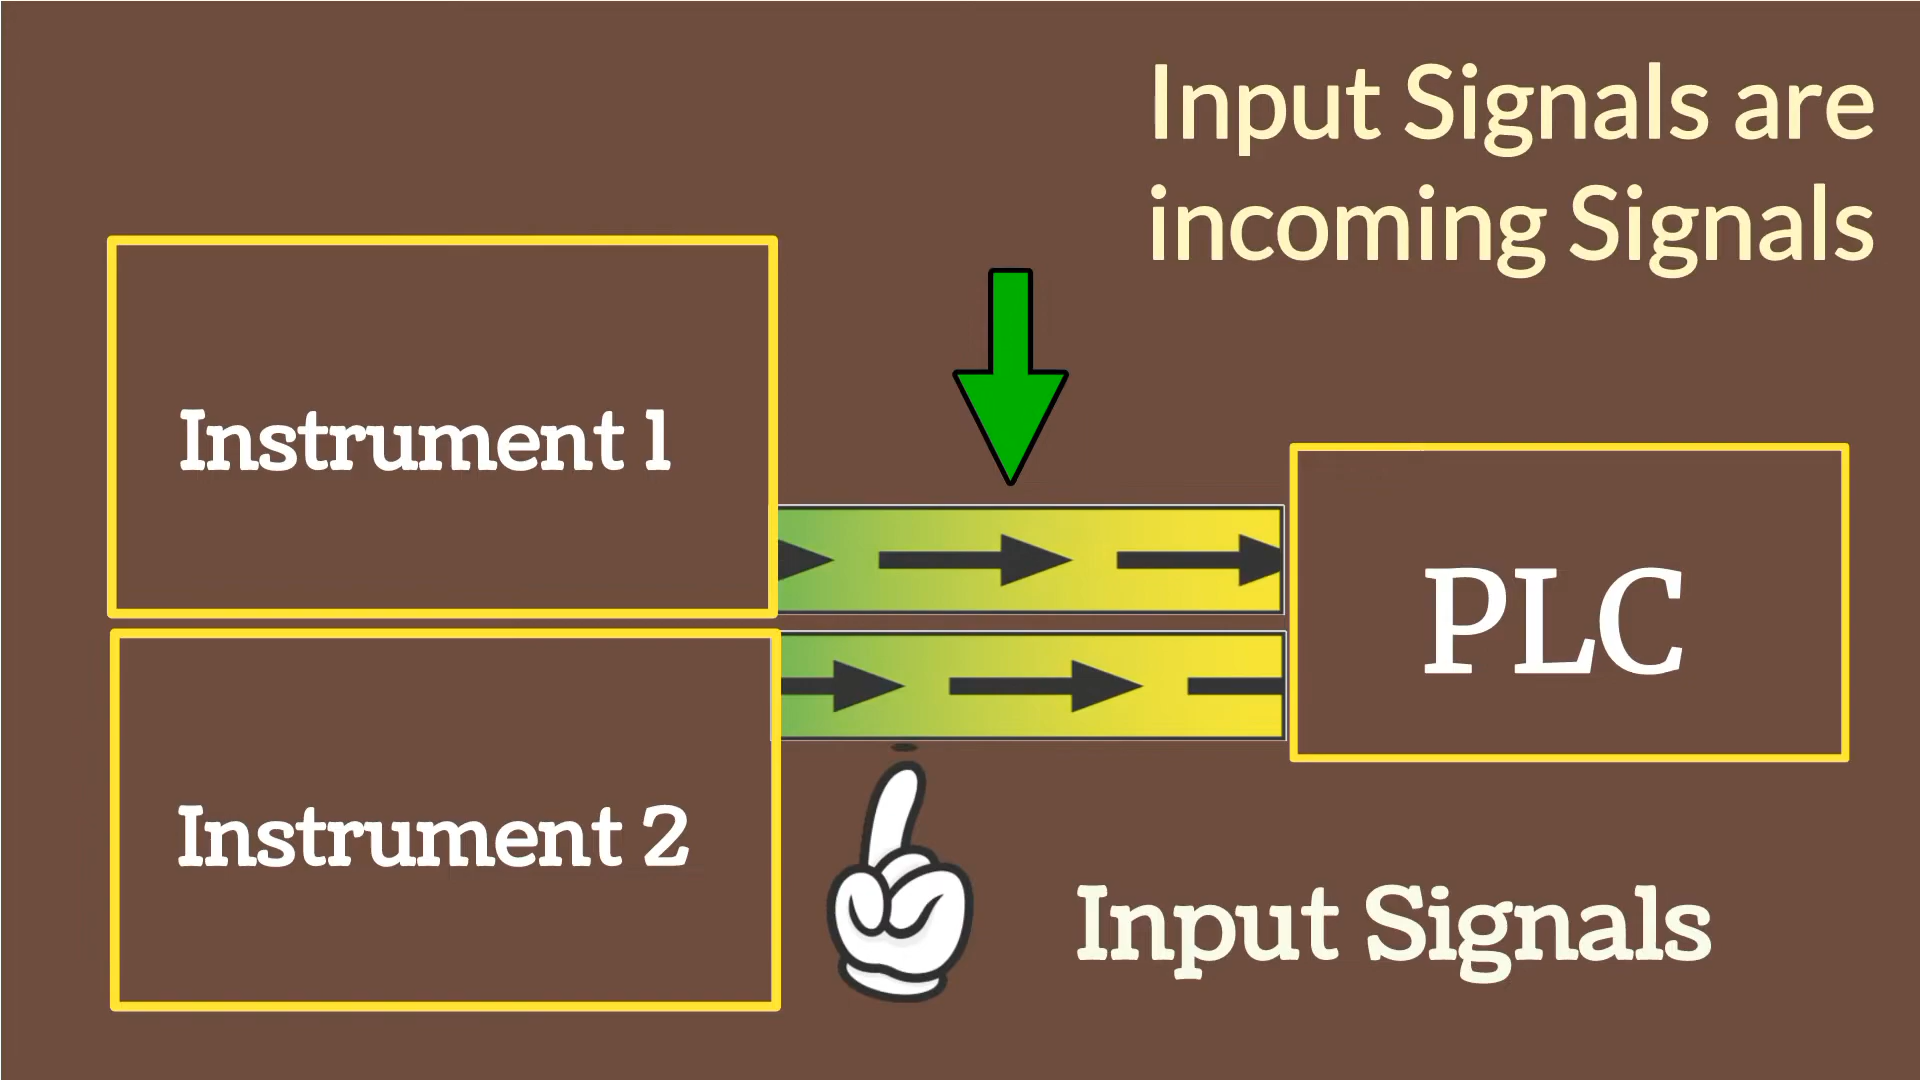 Input Signals are
incoming Signals
Instrument 1
PLC
Instrument 2
Input Signals